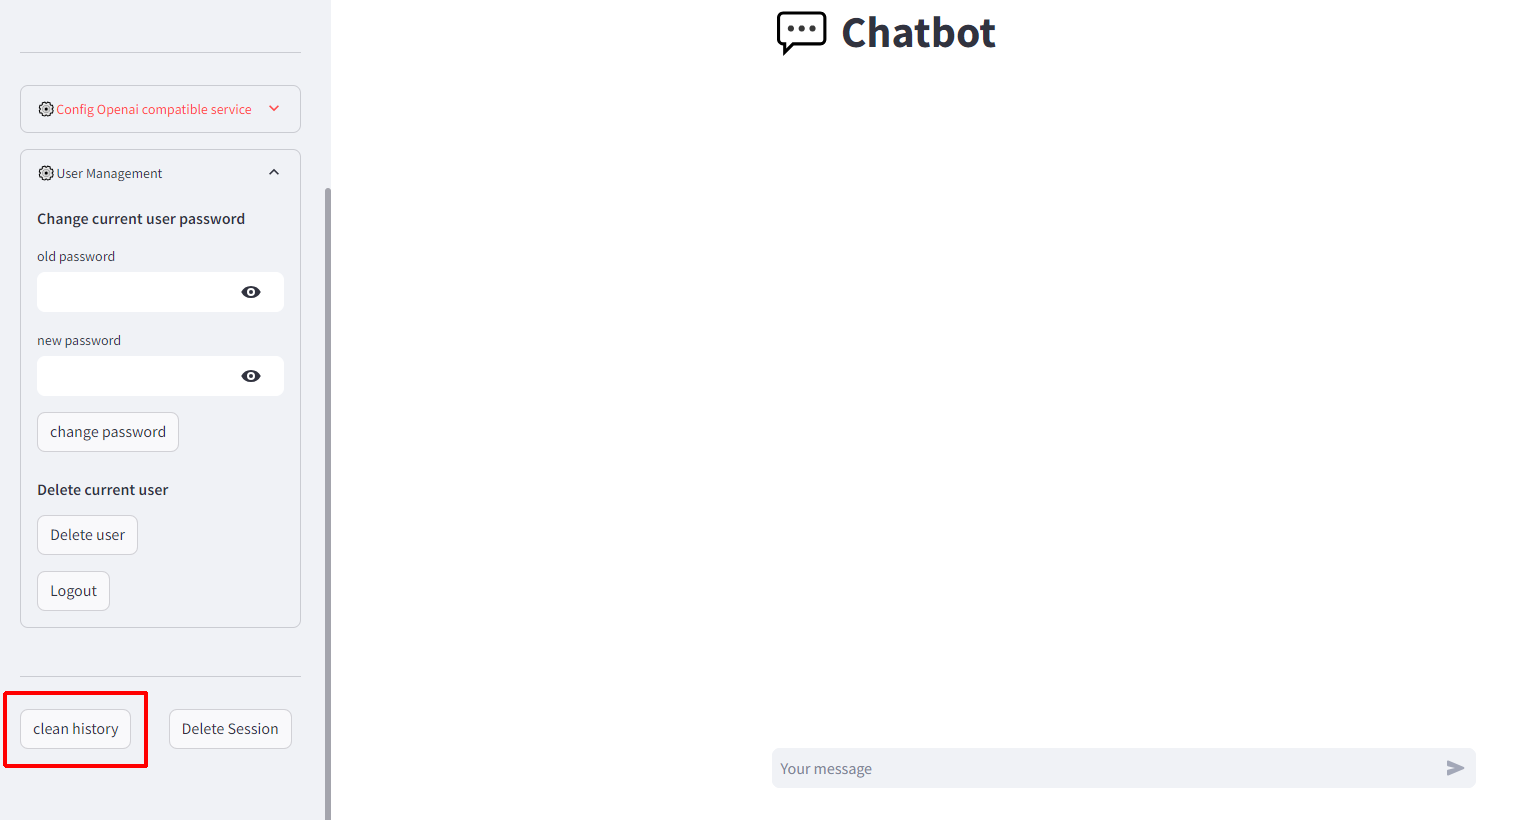 Config Openai compatible service
User Management
Change current user password
old password
new password
change password
Delete current user
Delete user
Logout
clean history
Delete Session
Chatbot
Your message